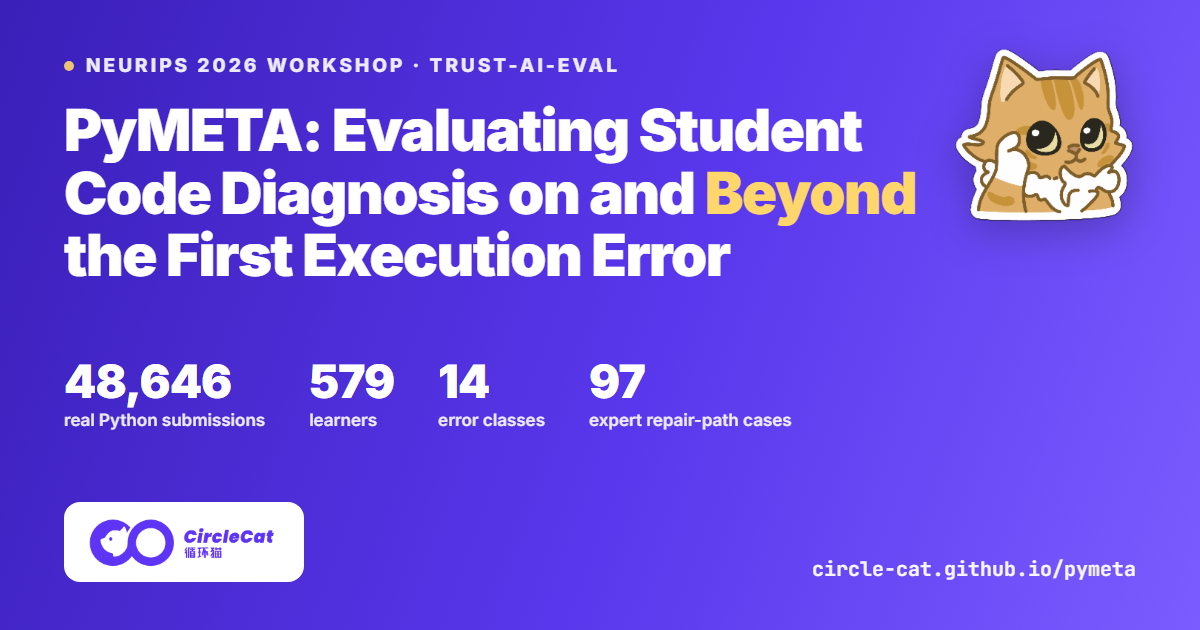 NEURIPS 2026 WORKSHOP · TRUST-AI-EVAL
PyMETA: Evaluating Student
Code Diagnosis on and Beyond
the First Execution Error
48,646
real Python submissions
579
learners
14
error classes
97
expert repair-path cases
CircleCat
循环猫
circle-cat.github.io/pymeta